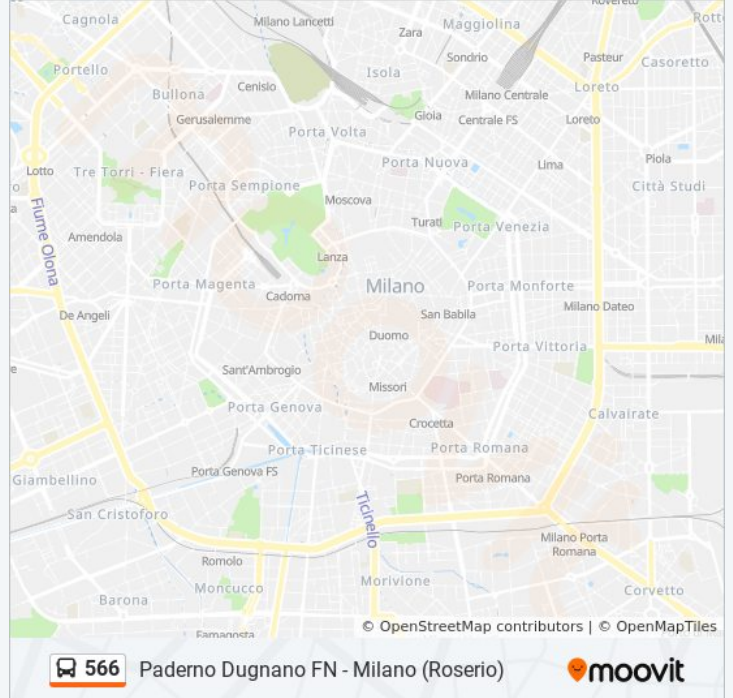 Rovereto
Cagnola
Milano Lancetti
Maggiolina
Zara
Rott
Portello
Sondrio
Pasteur
Casoretto
Isola
Bullona
Cenisio
Milano Centrale
Loreto
Gerusalemme
Gioia
Centrale FS
Loreto
Porta Volta
Lotto
Tre Torri - Fiera
Porta Nuova
Lima
Piola
Porta Sempione
Città Studi
o
Moscova
a
Fiume Olona
Turati
Porta Venezia
Amendola
Lanza
Porta Magenta
Cadorna
Milano
Porta Monforte
De Angeli
San Babila
Milano Dateo
Duomo
Porta Vittoria
Mila
e
Sant'Ambrogio
Missori
Porta Genova
Crocetta
Calvairate
Porta Ticinese
Porta Romana
Giambellino
Porta Genova FS
Porta Romana
San Cristoforo
Ticinello
Milano Porta
Romana
Romolo
Morivione
Moncucco
Corvetto
Barona
Famagosta
© OpenStreetMap contributors | © OpenMapTiles
566 Paderno Dugnano FN - Milano (Roserio) moovit